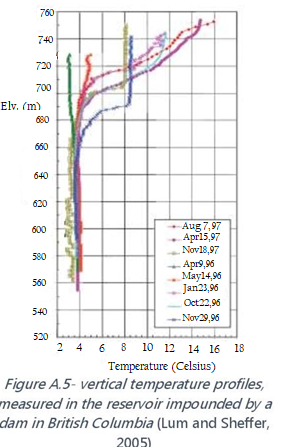 760
740
720
700
Elv. (m)
680
660
640
620
600
580
560
540
520
Aug 7,97
Apr15,97
Nov18,97
Apr9,96
May14,96
Jan23,96
Oct22,96
Nov29,96
2 4 6 8 10 12 14 16 18
Temperature (Celsius)
Figure A.5- vertical temperature profiles,
measured in the reservoir impounded by a
dam in British Columbia (Lum and Sheffer,
2005)